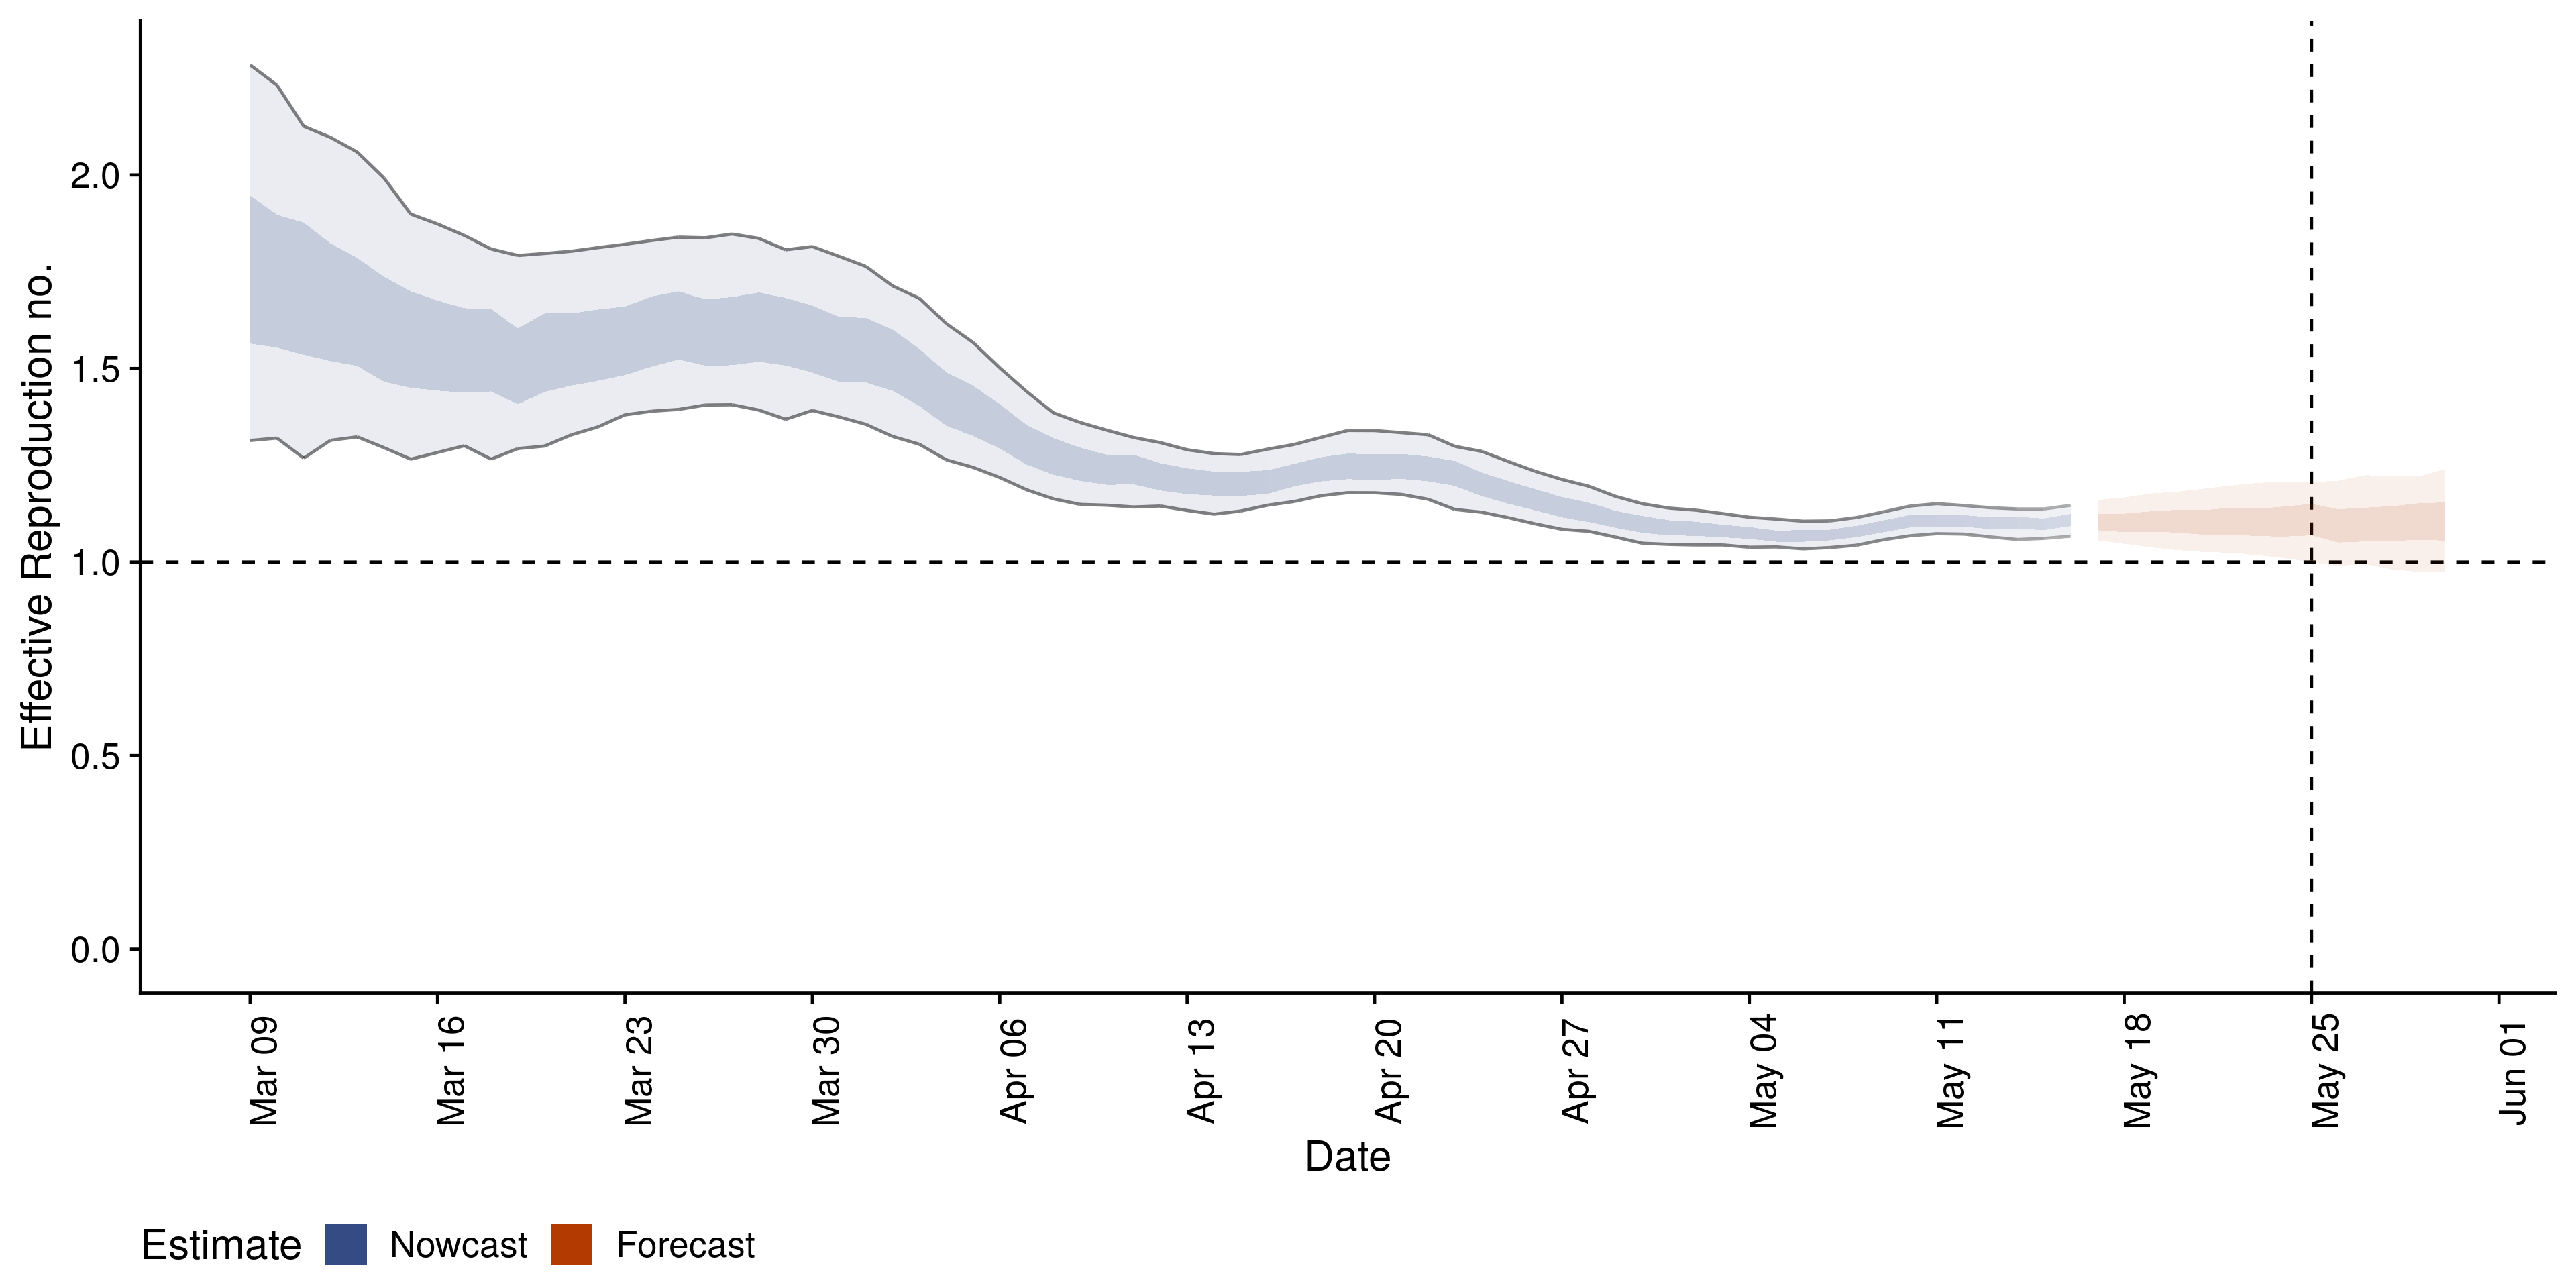 Effective Reproduction no.
2.0
1.5
1.0
0.5
0.0
Mar 09
Mar 16
Mar 23
Mar 30
Apr 06
Apr 13
Apr 20
Apr 27
May 04
May 11
May 18
May 25
Jun 01
Date
Estimate Nowcast Forecast